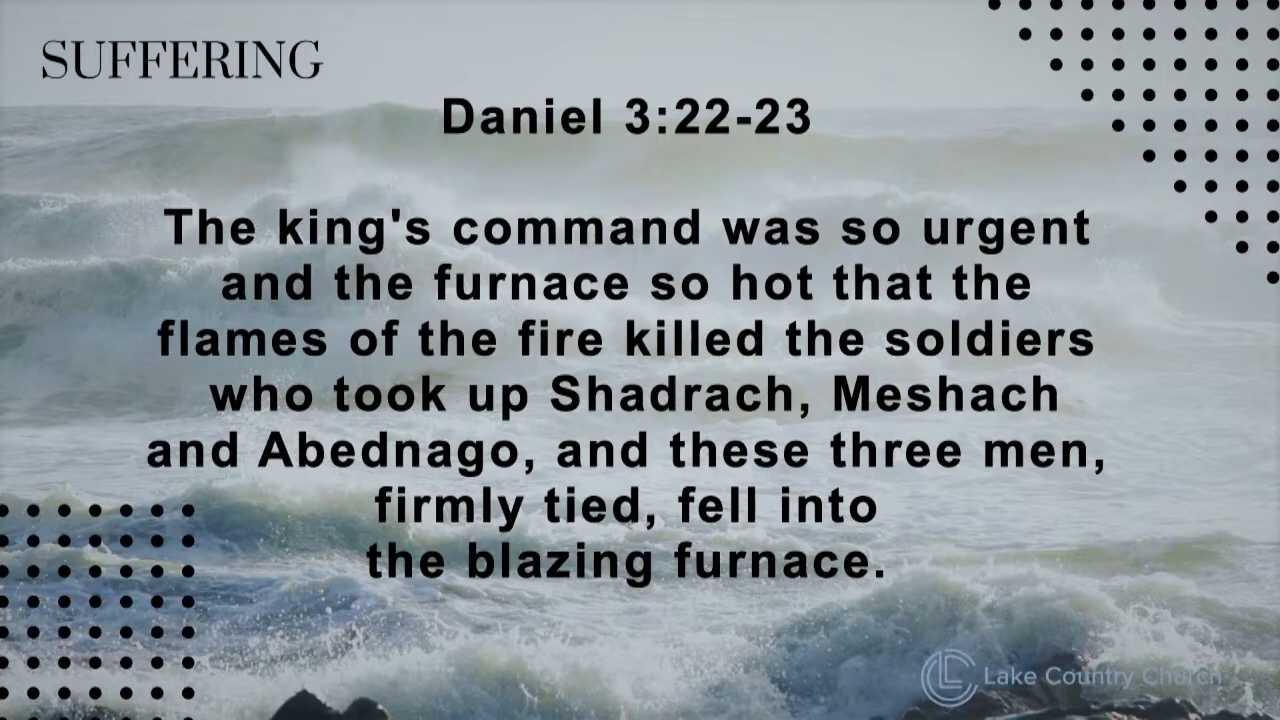 SUFFERING
Daniel 3:22-23
The king's command was so urgent
and the furnace so hot that the
flames of the fire killed the soldiers
who took up Shadrach, Meshach
and Abednago, and these three men,
firmly tied, fell into
the blazing furnace.
Lake Country Church